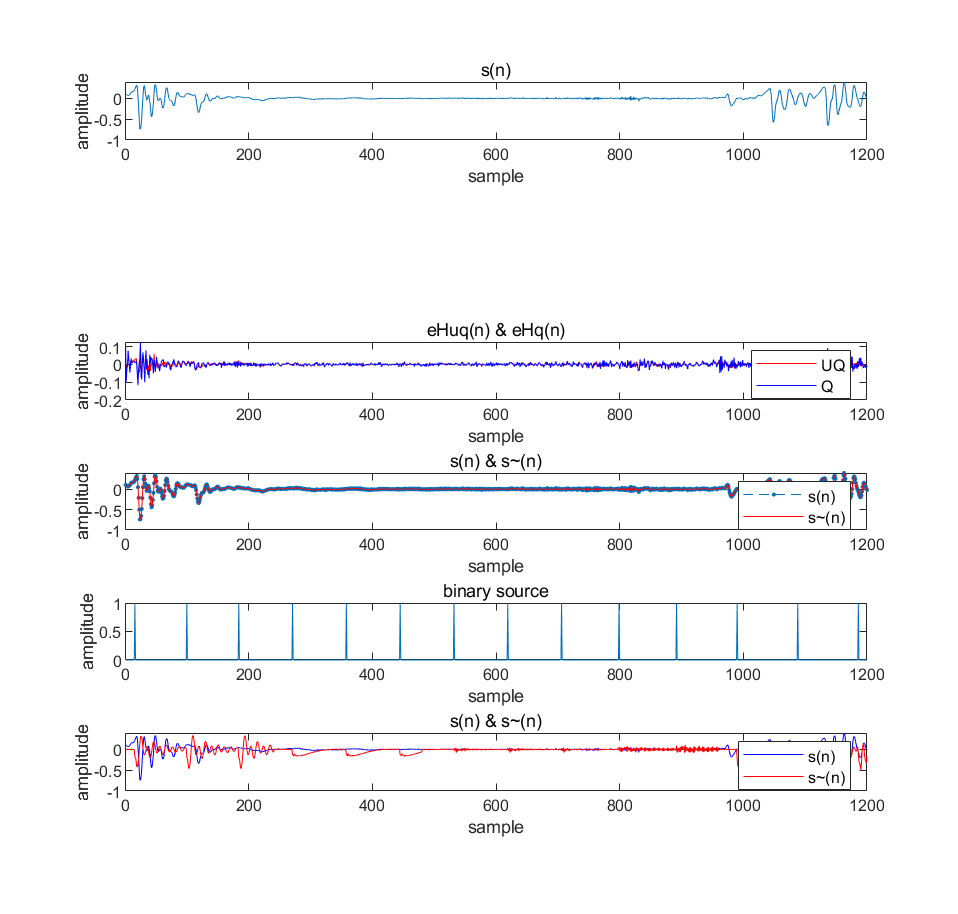 s(n)
amplitude
0
-0.5
-1
0 200 400 600 800 1000 1200
sample
eHuq(n) & eHq(n)
amplitude
0.1
0
-0.1
-0.2
UQ
Q
0 200 400 600 800 1000 1200
sample
s(n) & s~(n)
amplitude
0
-0.5
-1
s(n)
s~(n)
0 200 400 600 800 1000 1200
sample
binary source
amplitude
1
0.5
0
0 200 400 600 800 1000 1200
sample
s(n) & s~(n)
amplitude
0
-0.5
-1
s(n)
s~(n)
0 200 400 600 800 1000 1200
sample